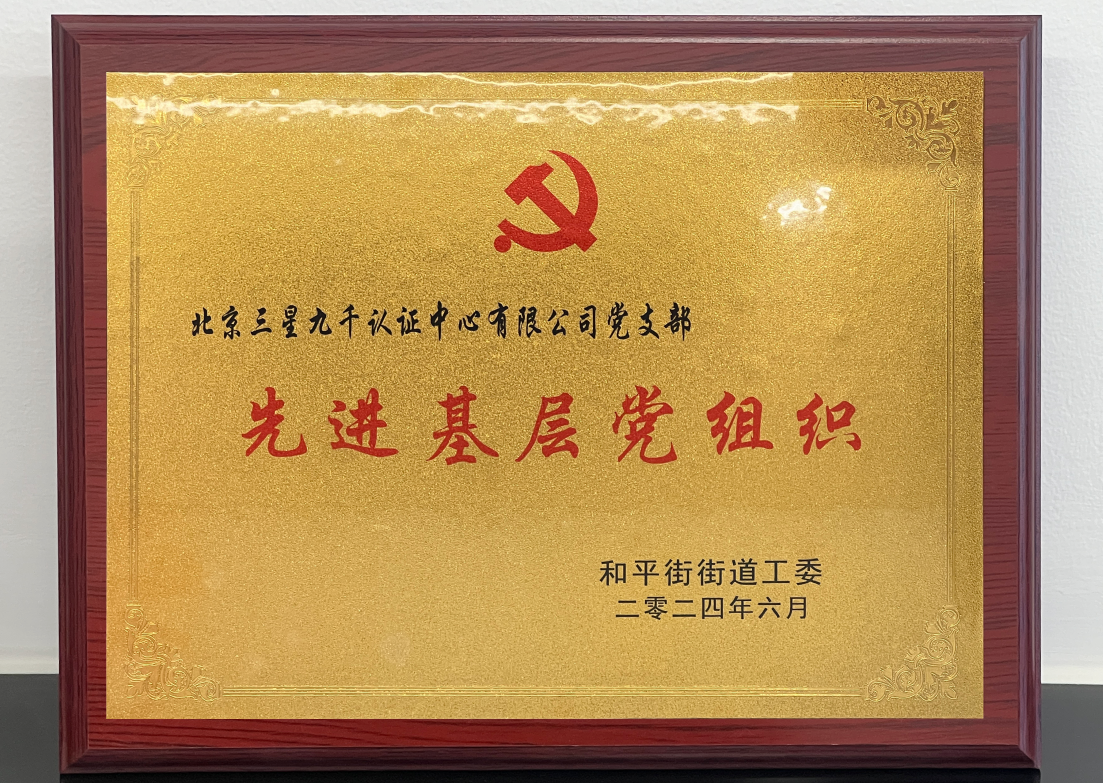 北京三星九千认证中心有限公司党支部
先进基层党组织
和平街街道工委
二零二四年六月